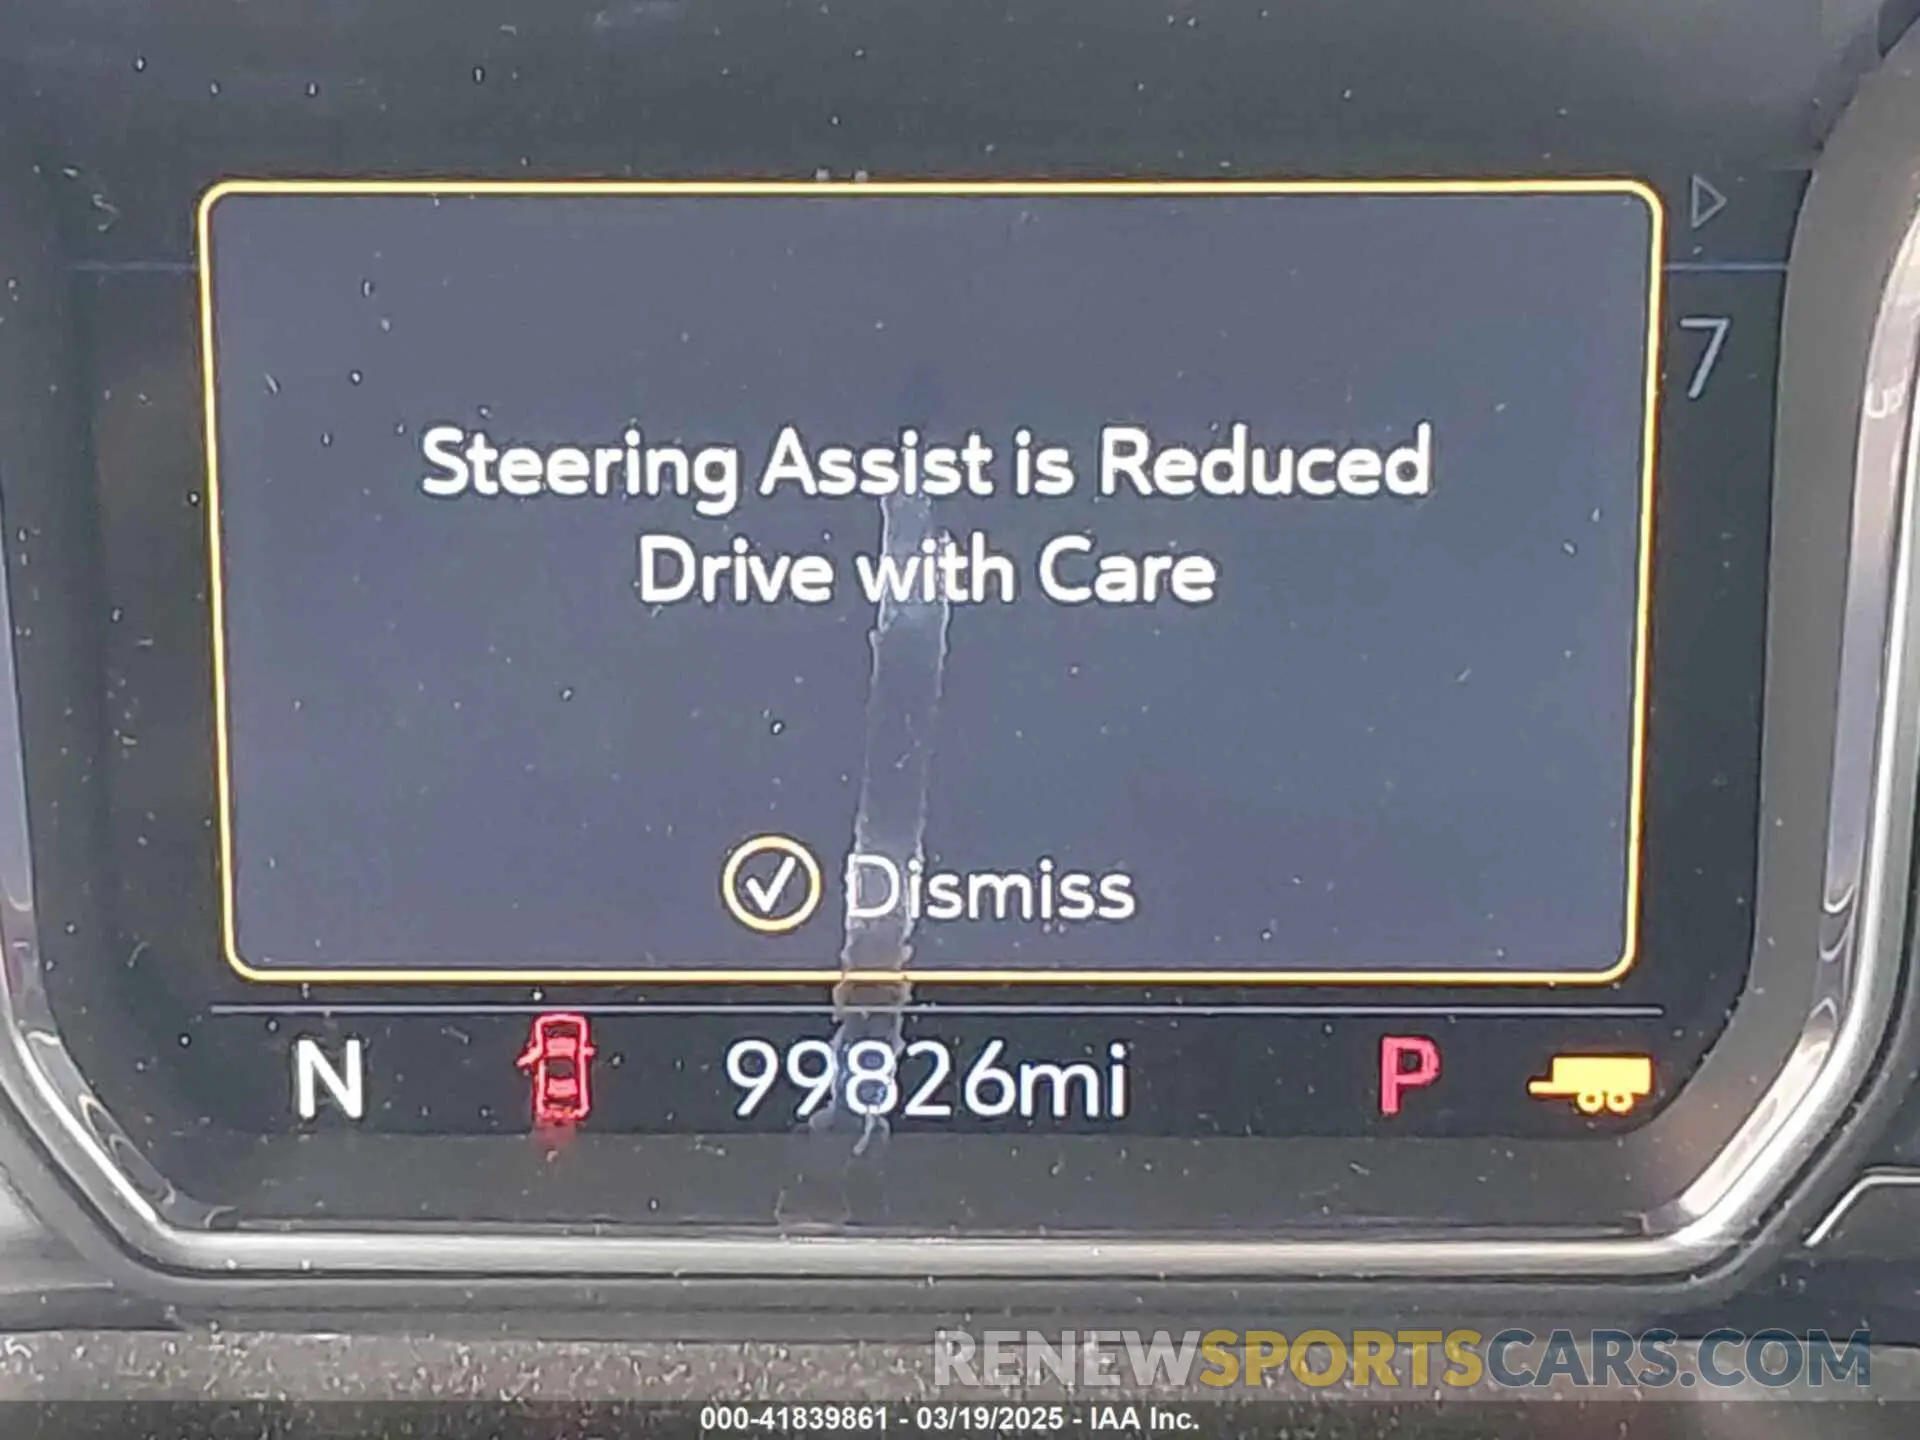 7
Steering Assist is Reduced
Drive with Care
Dismiss
N 99826mi P
RENEWSPORTSCARS.COM
000-41839861 - 03/19/2025 - IAA Inc.